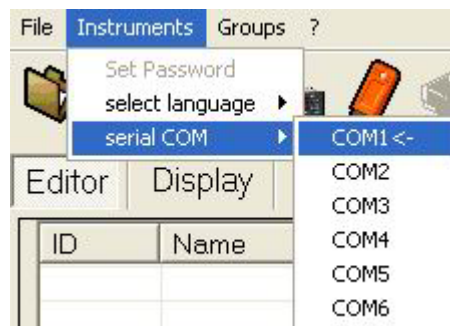 File Instruments Groups ?
Set Password
select language
serial COM
COM1<-
COM2
COM3
COM4
COM5
COM6
Editor Display
ID Name